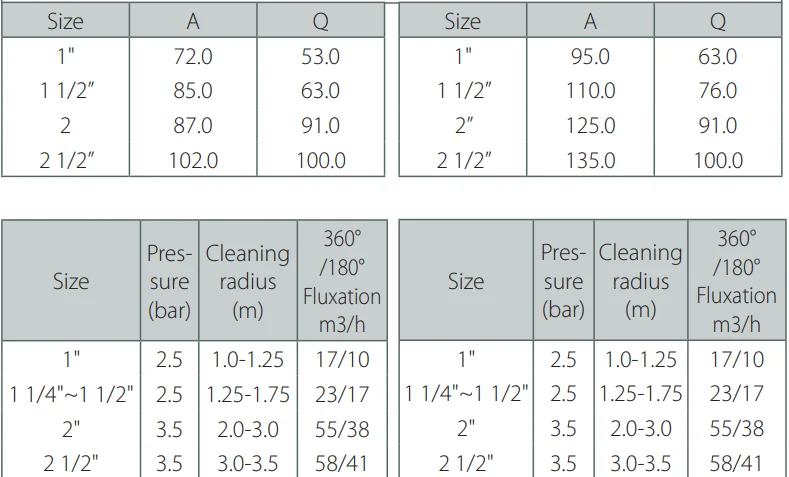 Size A Q Size A Q
1" 72.0 53.0 1" 95.0 63.0
1 1/2” 85.0 63.0 1 1/2” 110.0 76.0
2 87.0 91.0 2” 125.0 91.0
2 1/2” 102.0 100.0 2 1/2” 135.0 100.0
Size Pres-
sure
(bar) Cleaning
radius
(m) 360°
/180°
Fluxation
m3/h
1" 2.5 1.0-1.25 17/10
1 1/4"~1 1/2" 2.5 1.25-1.75 23/17
2" 3.5 2.0-3.0 55/38
2 1/2" 3.5 3.0-3.5 58/41
Size Pres-
sure
(bar) Cleaning
radius
(m) 360°
/180°
Fluxation
m3/h
1" 2.5 1.0-1.25 17/10
1 1/4"~1 1/2" 2.5 1.25-1.75 23/17
2" 3.5 2.0-3.0 55/38
2 1/2" 3.5 3.0-3.5 58/41